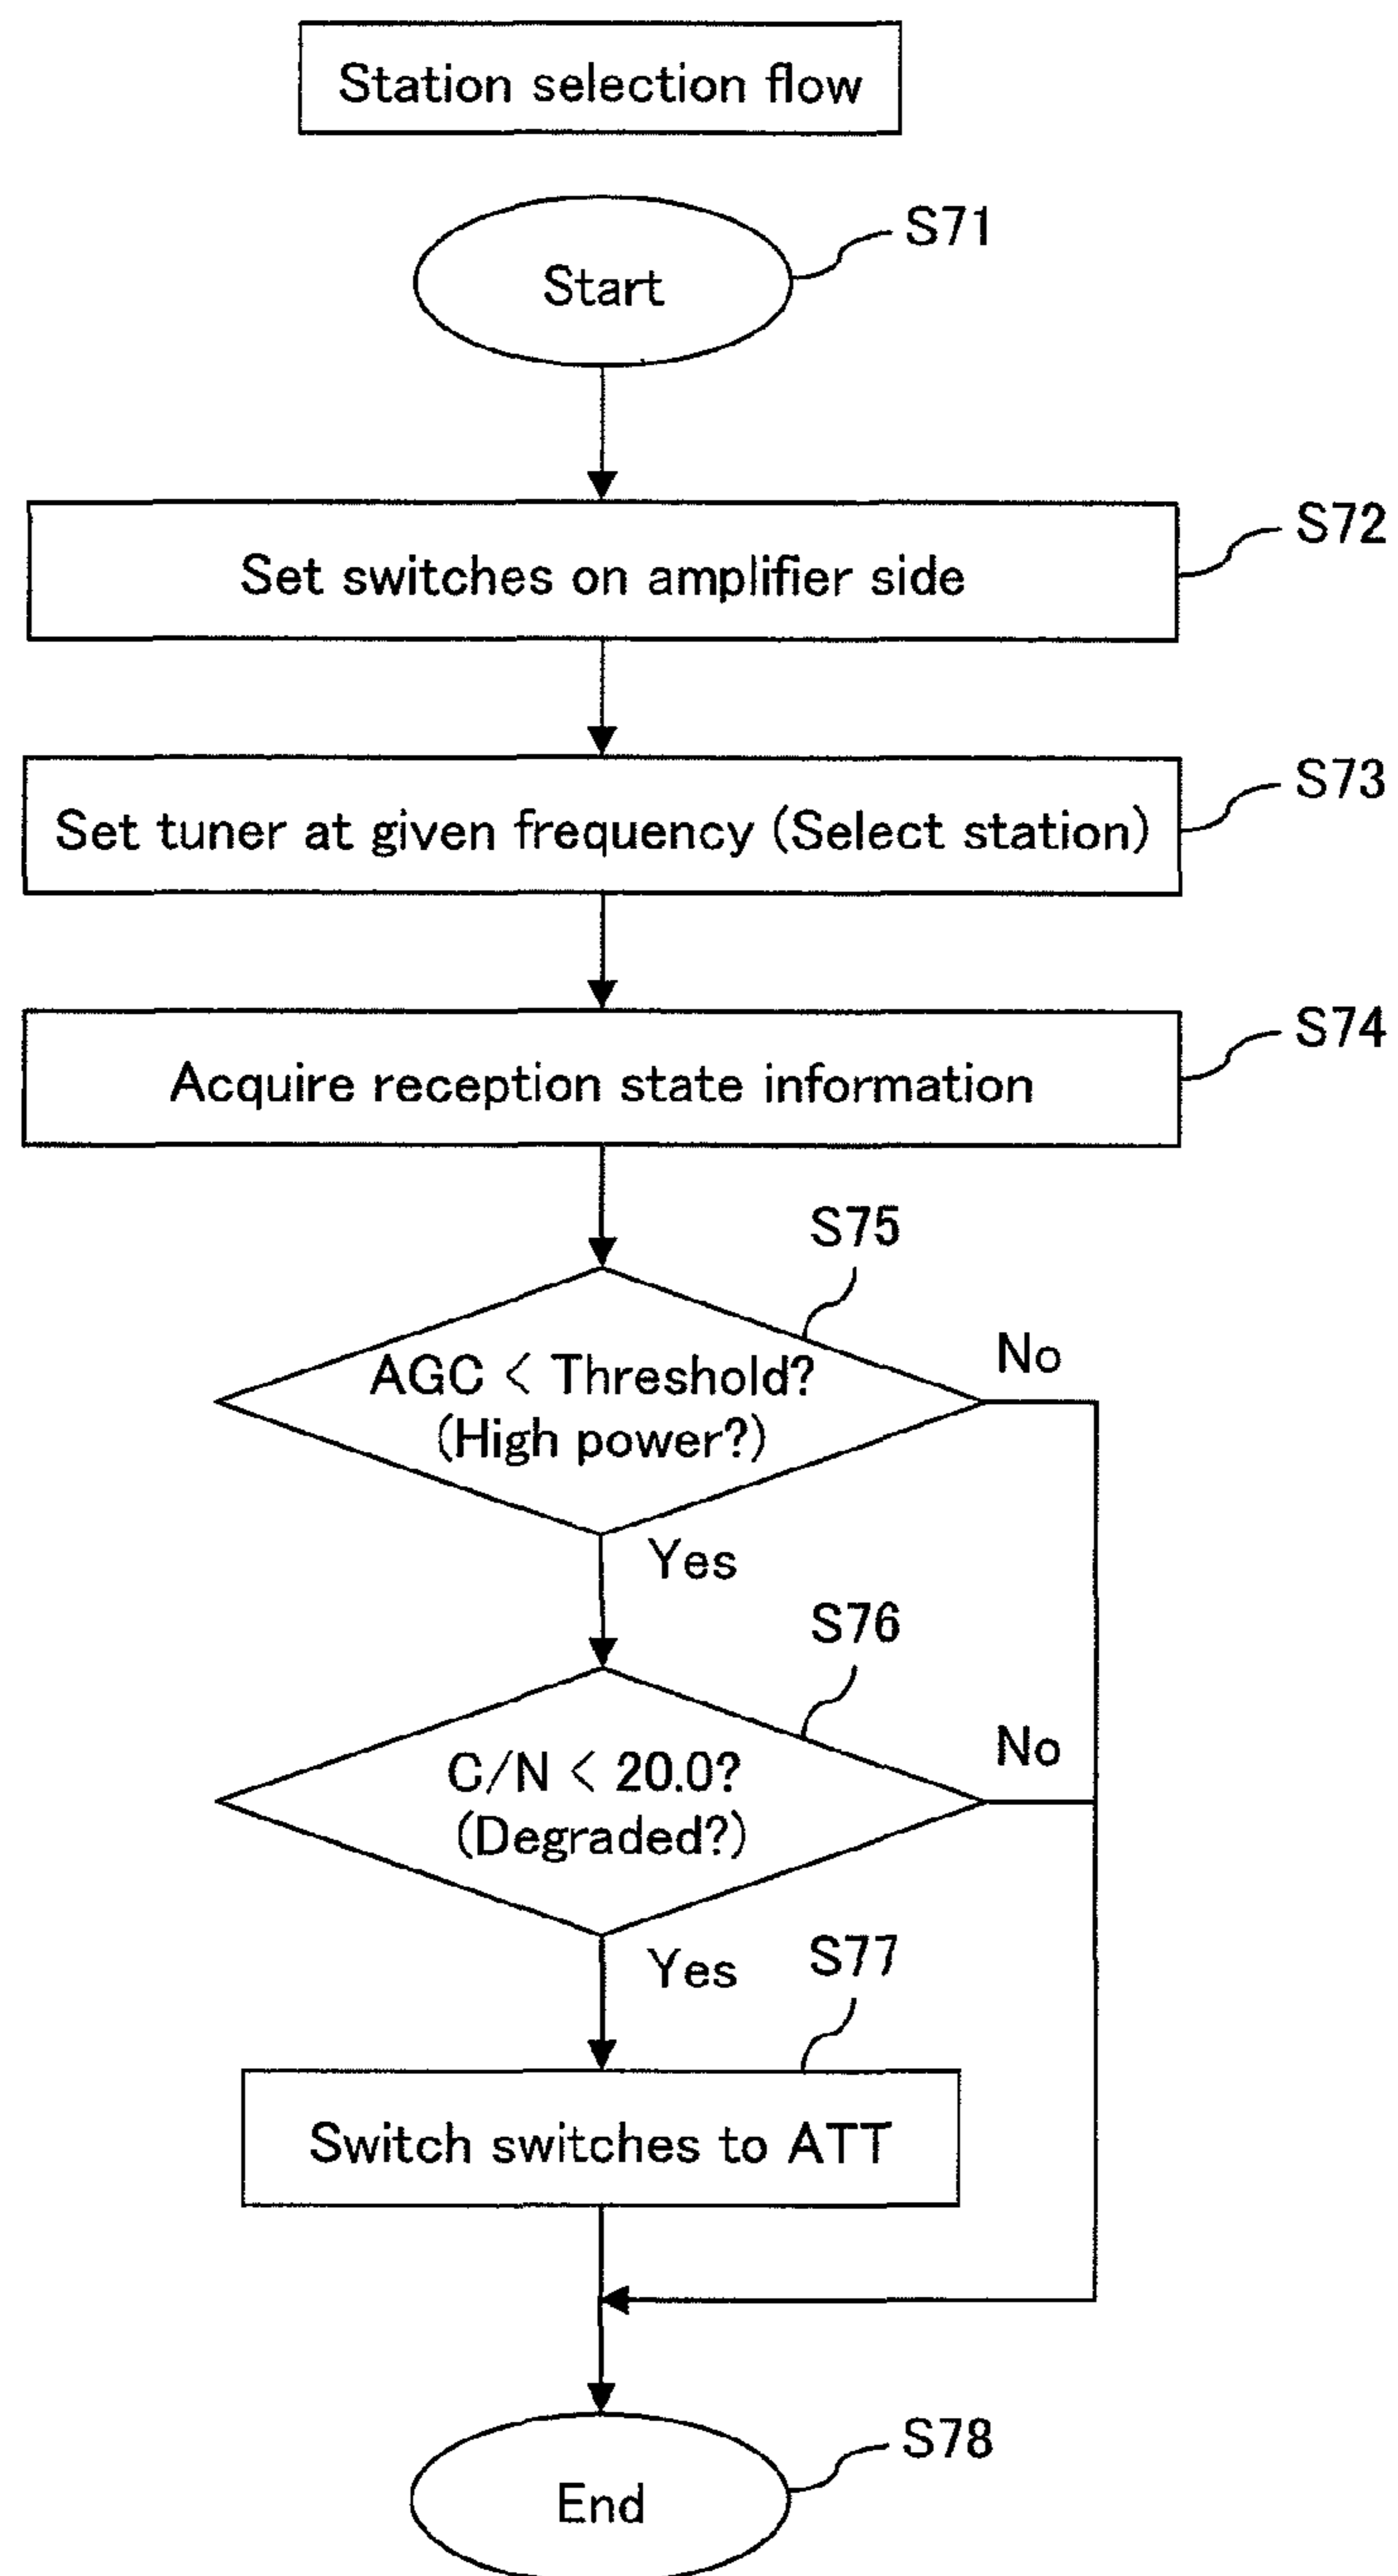 Station selection flow
S71
Start
S72
Set switches on amplifier side
S73
Set tuner at given frequency (Select station)
S74
Acquire reception state information
S75
No
AGC < Threshold?
(High power?)
Yes
S76
No
C/N < 20.0?
(Degraded?)
Yes
S77
Switch switches to ATT
S78
End